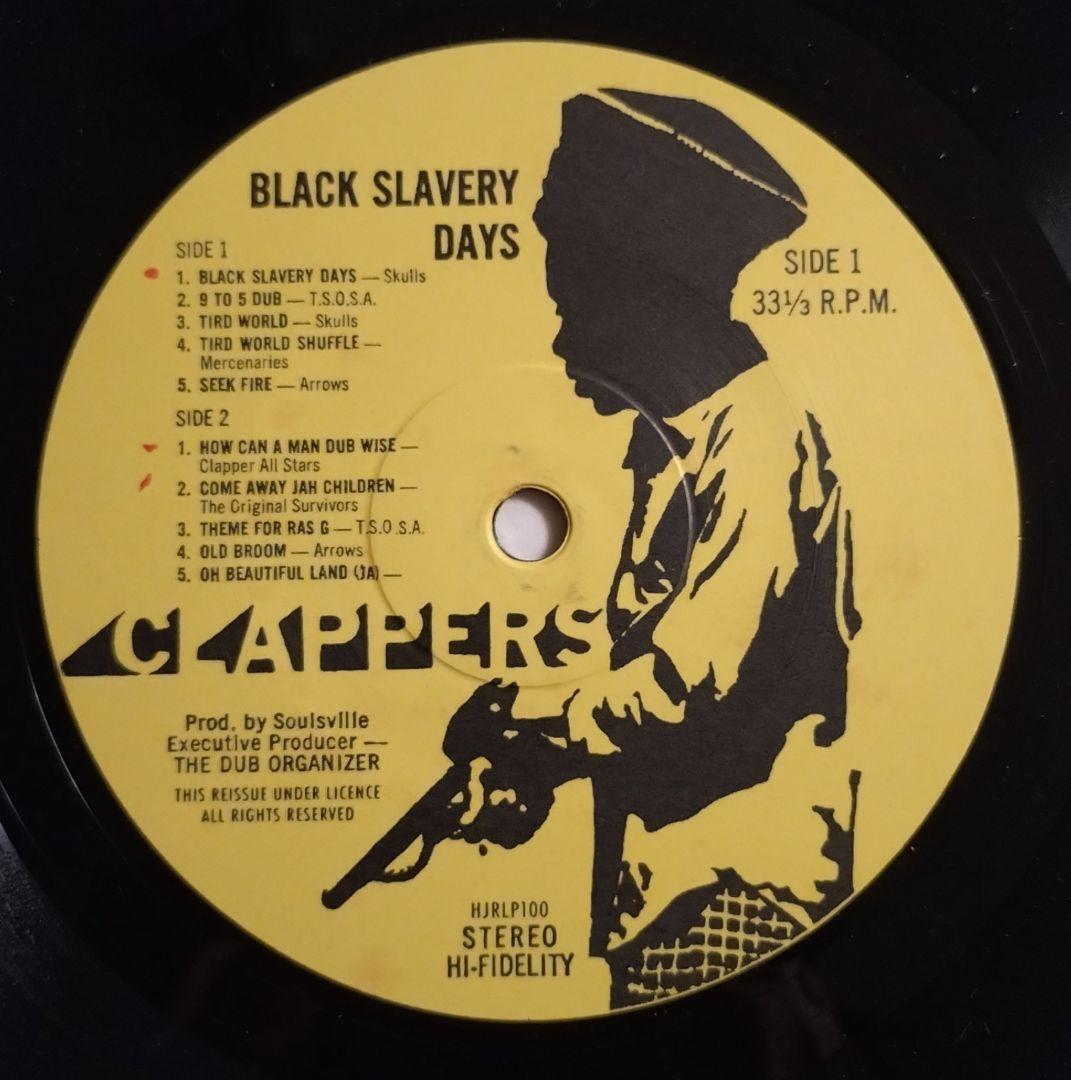 BLACK SLAVERY
DAYS
SIDE 1
1. BLACK SLAVERY DAYS — Skulls
2. 9 TO 5 DUB — T.S.O.S.A.
3. TIRD WORLD — Skulls
4. TIRD WORLD SHUFFLE —
Mercenaries
5. SEEK FIRE — Arrows
SIDE 2
1. HOW CAN A MAN DUB WISE —
Clapper All Stars
2. COME AWAY JAH CHILDREN —
The Original Survivors
3. THEME FOR RAS G — T.S.O.S.A.
4. OLD BROOM — Arrows
5. OH BEAUTIFUL LAND (JA) —
SIDE 1
33⅓ R.P.M.
CLAPPERS
Prod. by Soulsville
Executive Producer —
THE DUB ORGANIZER
THIS REISSUE UNDER LICENCE
ALL RIGHTS RESERVED
HJRLP100
STEREO
HI-FIDELITY